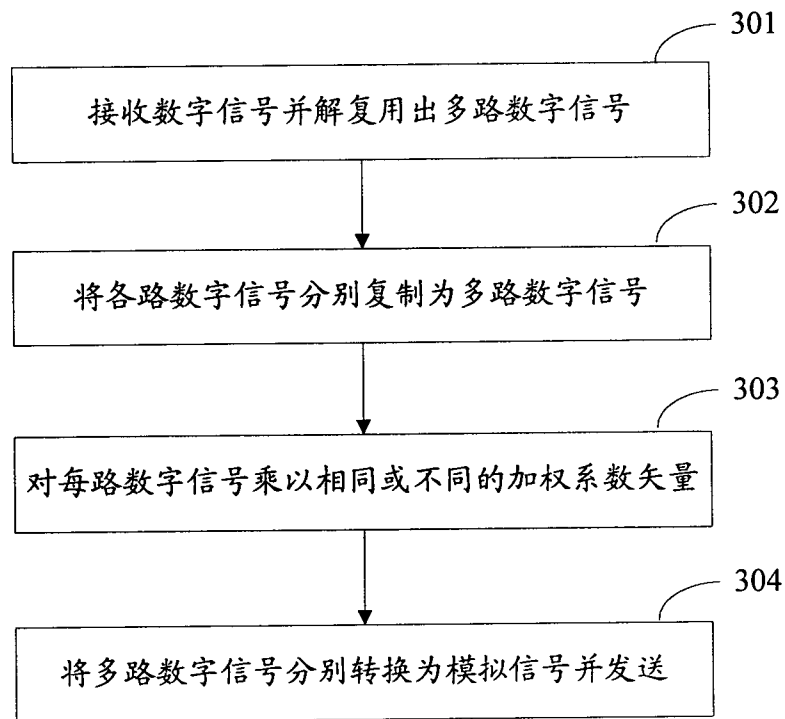 301
接收数字信号并解复用出多路数字信号
302
将各路数字信号分别复制为多路数字信号
303
对每路数字信号乘以相同或不同的加权系数矢量
304
将多路数字信号分别转换为模拟信号并发送